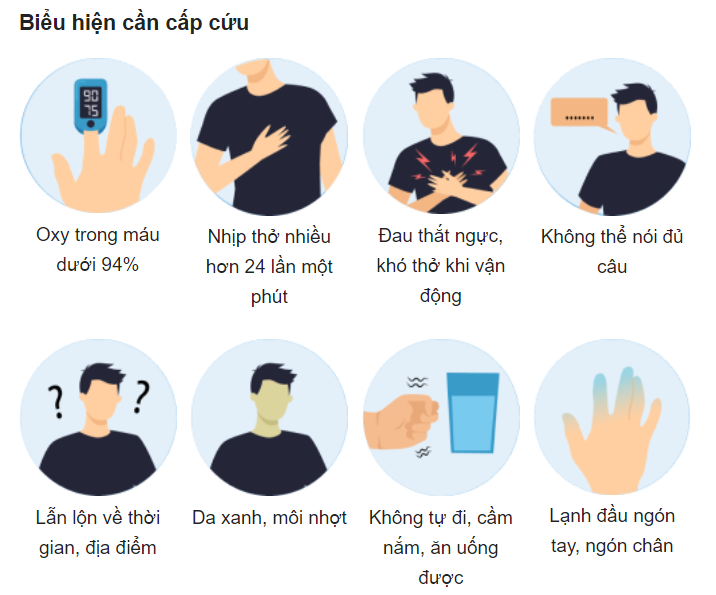 Biểu hiện cần cấp cứu
90
75
Oxy trong máu
dưới 94%
Nhịp thở nhiều
hơn 24 lần một
phút
Đau thắt ngực,
khó thở khi vận
động
.......
Không thể nói đủ
câu
?
?
Lẫn lộn về thời
gian, địa điểm
Da xanh, môi nhợt
Không tự đi, cầm
nắm, ăn uống
được
Lạnh đầu ngón
tay, ngón chân